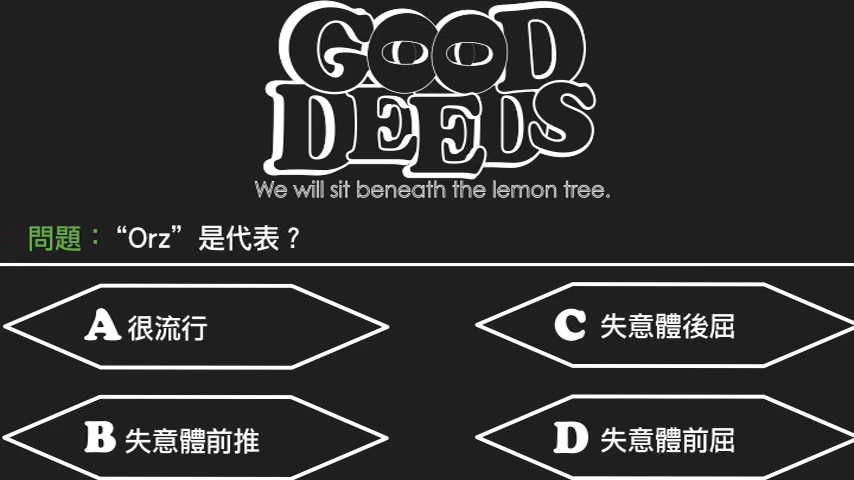 GOOD
DEEDS
We will sit beneath the lemon tree.
問題：“Orz”是代表？
A 很流行
C 失意體後屈
B 失意體前推
D 失意體前屈